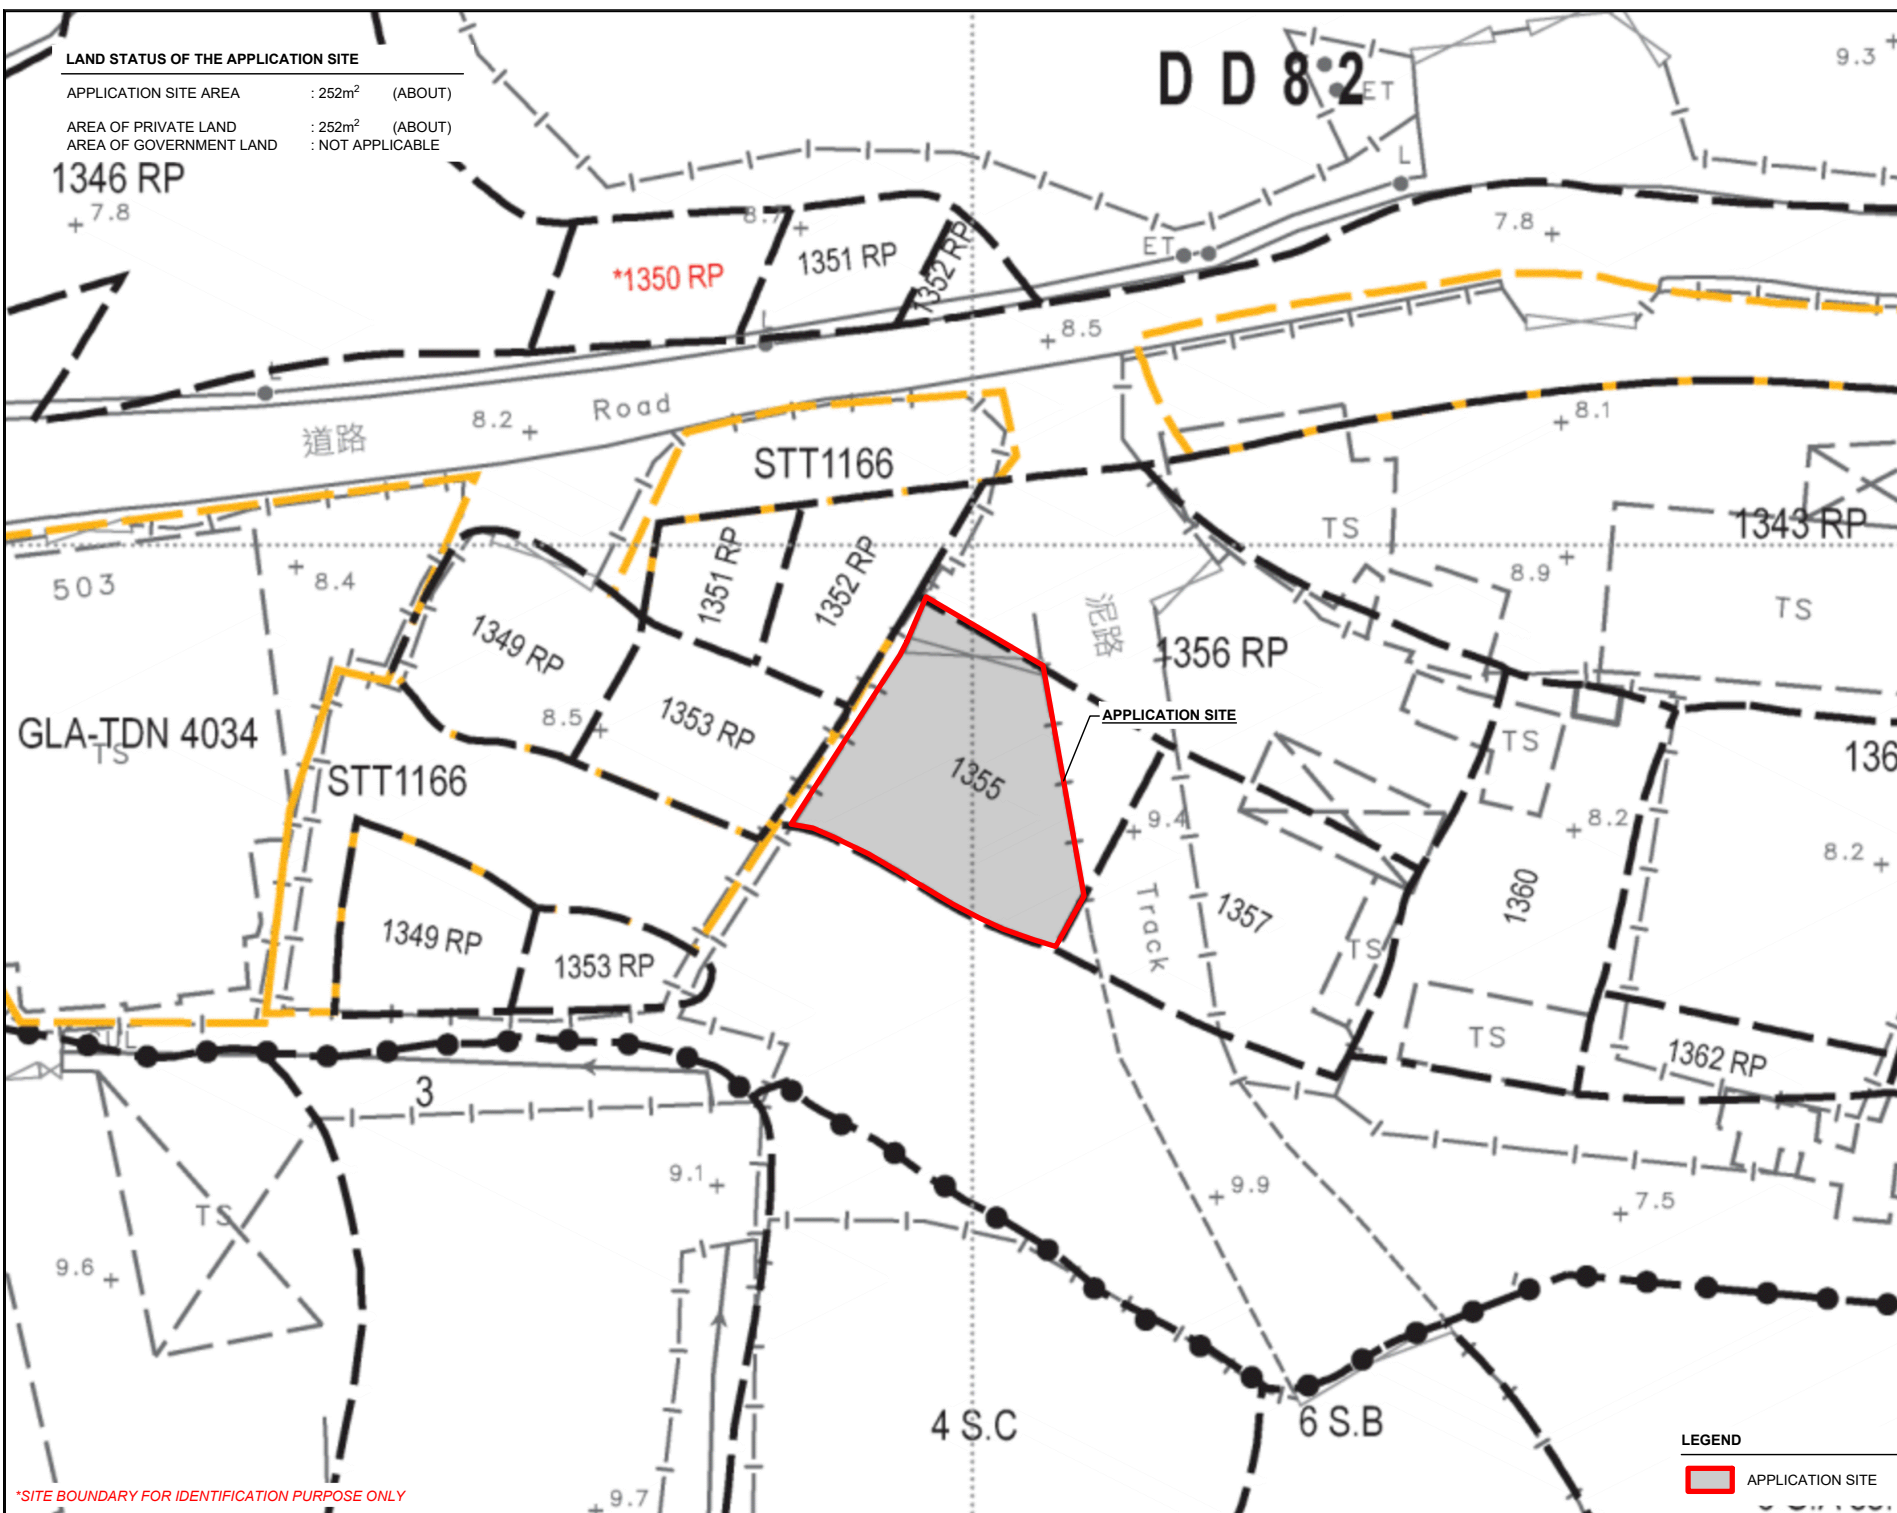 LAND STATUS OF THE APPLICATION SITE
APPLICATION SITE AREA : 252m² (ABOUT)
AREA OF PRIVATE LAND : 252m² (ABOUT)
AREA OF GOVERNMENT LAND : NOT APPLICABLE
D D 8 2
ET
9.3
L
1346 RP
7.8
8.7
*1350 RP
1351 RP
1352 RP
ET
7.8
L
8.5
L
道路
8.2
Road
8.1
STT1166
TS
1343 RP
503
8.4
1351 RP
1352 RP
8.9
TS
1349 RP
泥路
1356 RP
8.5
1353 RP
APPLICATION SITE
GLA-TDN 4034
TS
STT1166
1355
TS
136
9.4
8.2
8.2
1349 RP
1353 RP
Track
1357
1360
TS
TS
1362 RP
3
9.1
9.9
7.5
TS
9.6
4 S.C
6 S.B
LEGEND
APPLICATION SITE
*SITE BOUNDARY FOR IDENTIFICATION PURPOSE ONLY
9.7